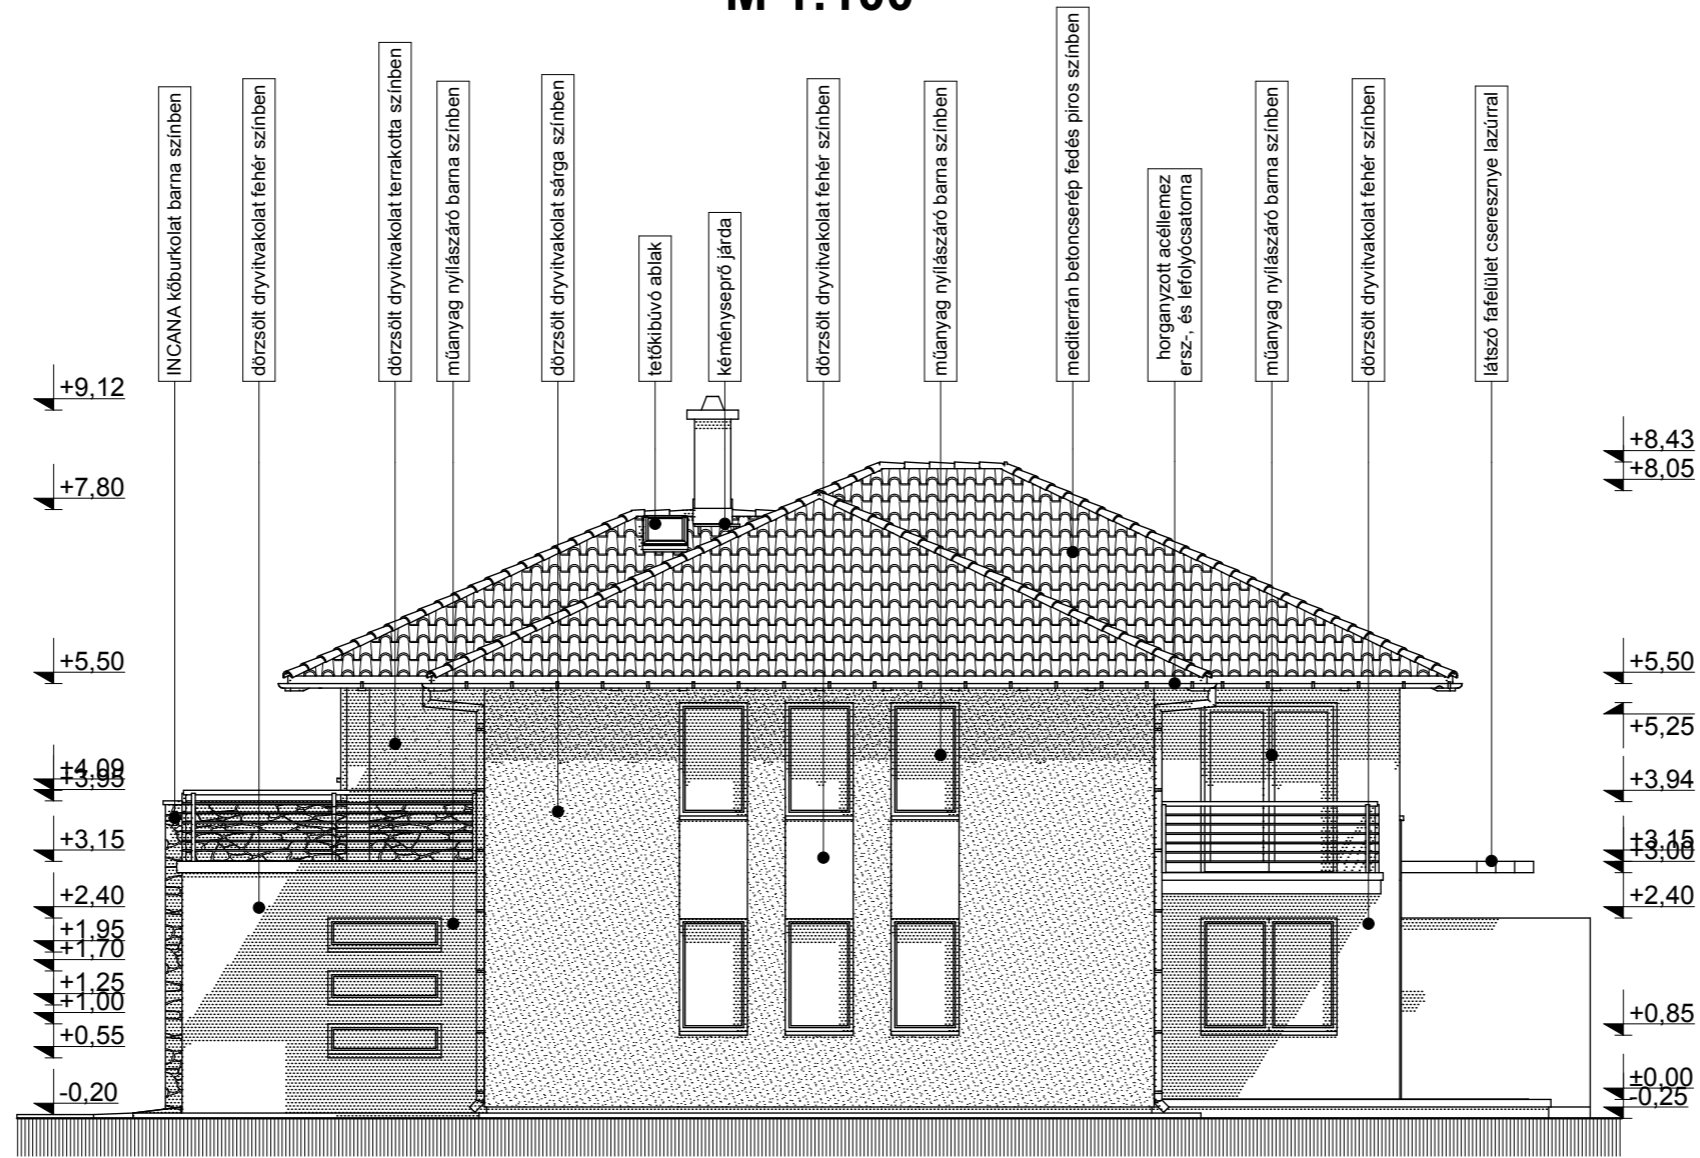 M 1:100
INCANA kőburkolat barna színben
dörzsölt dryvitvakolat fehér színben
dörzsölt dryvitvakolat terrakotta színben
műanyag nyílászáró barna színben
dörzsölt dryvitvakolat sárga színben
tetőkibúvó ablak
kéményseprő járda
dörzsölt dryvitvakolat fehér színben
műanyag nyílászáró barna színben
mediterrán betoncserép fedés piros színben
horganyzott acéllemez
ersz-, és lefolyócsatorna
műanyag nyílászáró barna színben
dörzsölt dryvitvakolat fehér színben
látszó fafelület cseresznye lazúrral
+9,12
+7,80
+5,50
+4,09
+3,95
+3,15
+2,40
+1,95
+1,70
+1,25
+1,00
+0,55
-0,20
+8,43
+8,05
+5,50
+5,25
+3,94
+3,15
+3,00
+2,40
+0,85
±0,00
-0,25